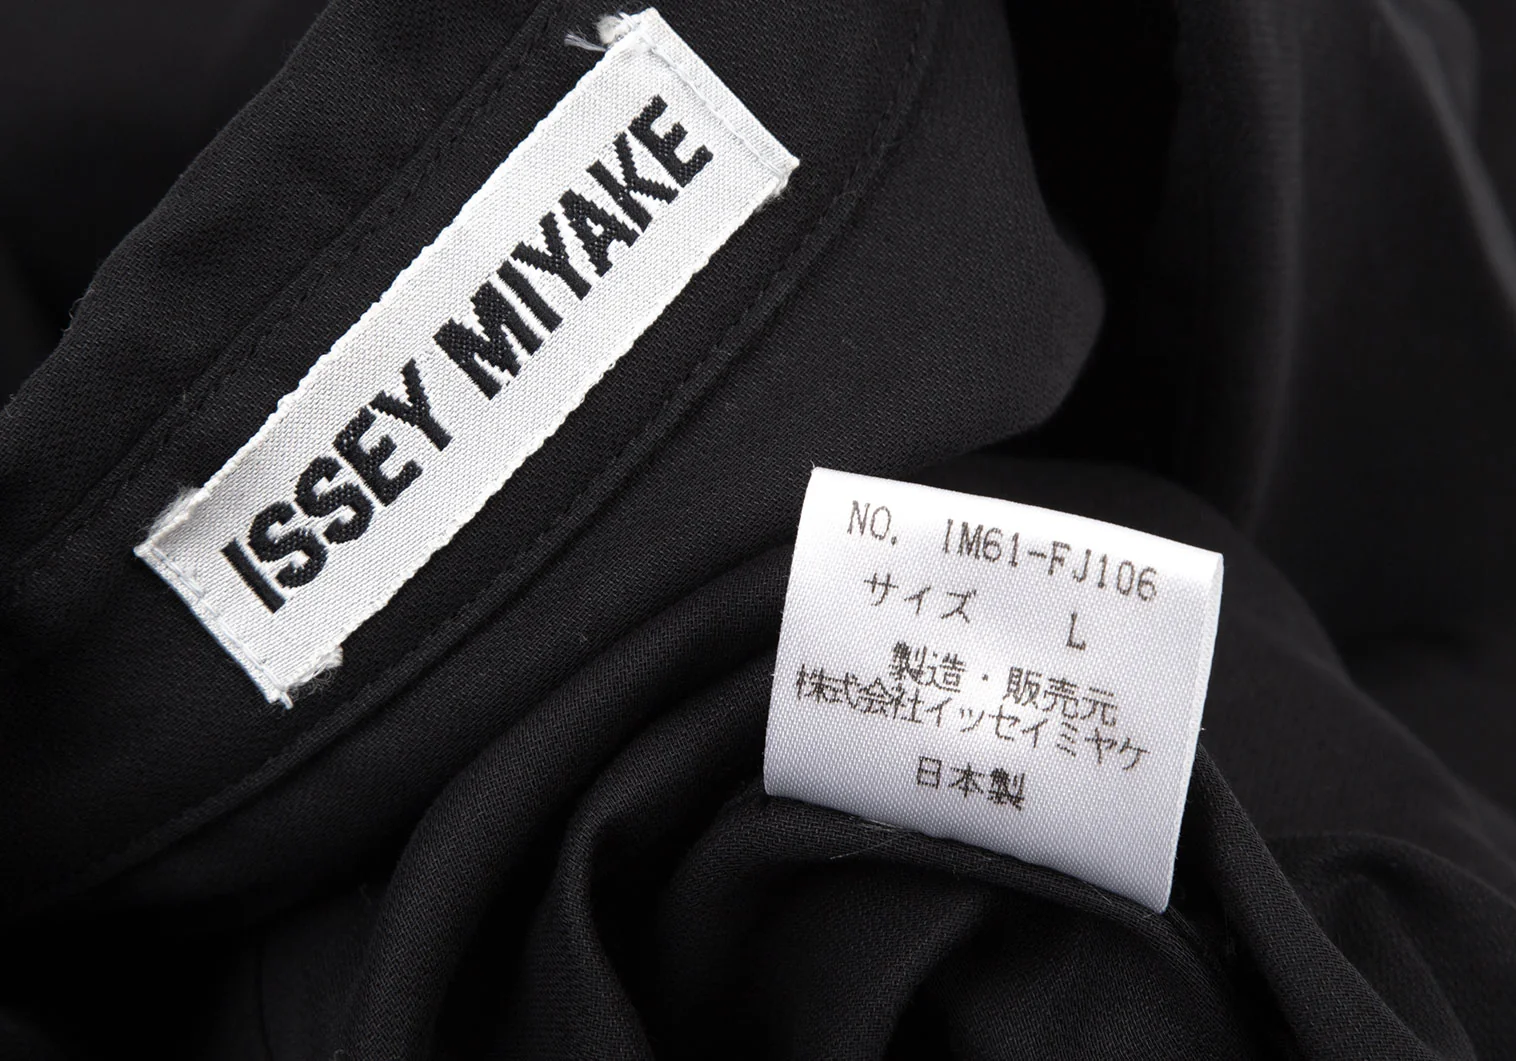 ISSEY MIYAKE
NO. IM61-FJ106
サイズ L
製造・販売元
株式会社イッセイミヤケ
日本製